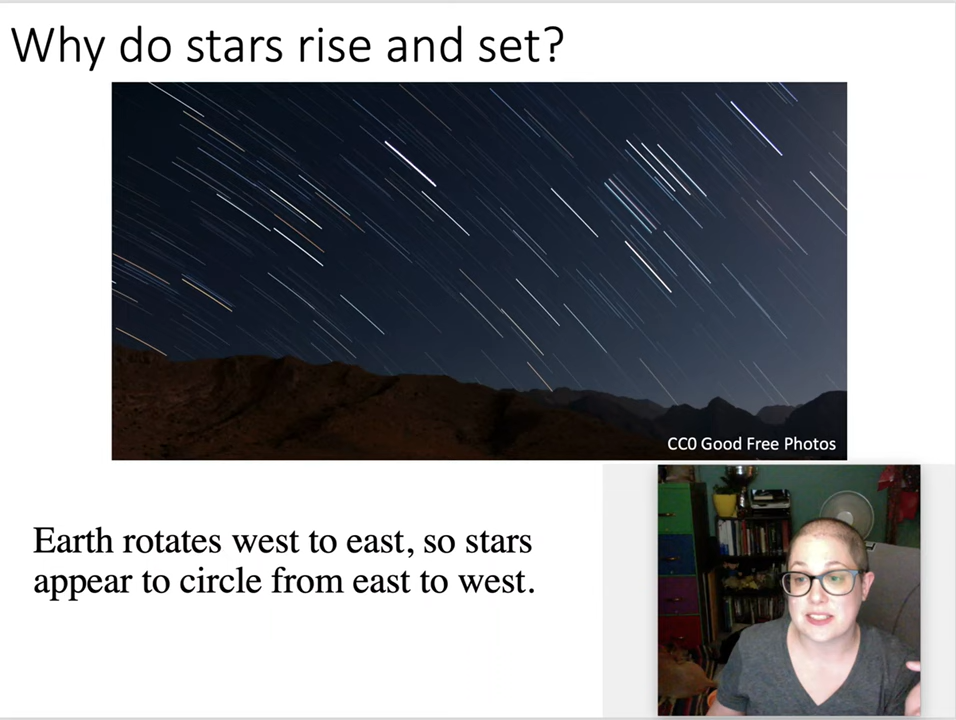 Why do stars rise and set?
CC0 Good Free Photos
Earth rotates west to east, so stars
appear to circle from east to west.